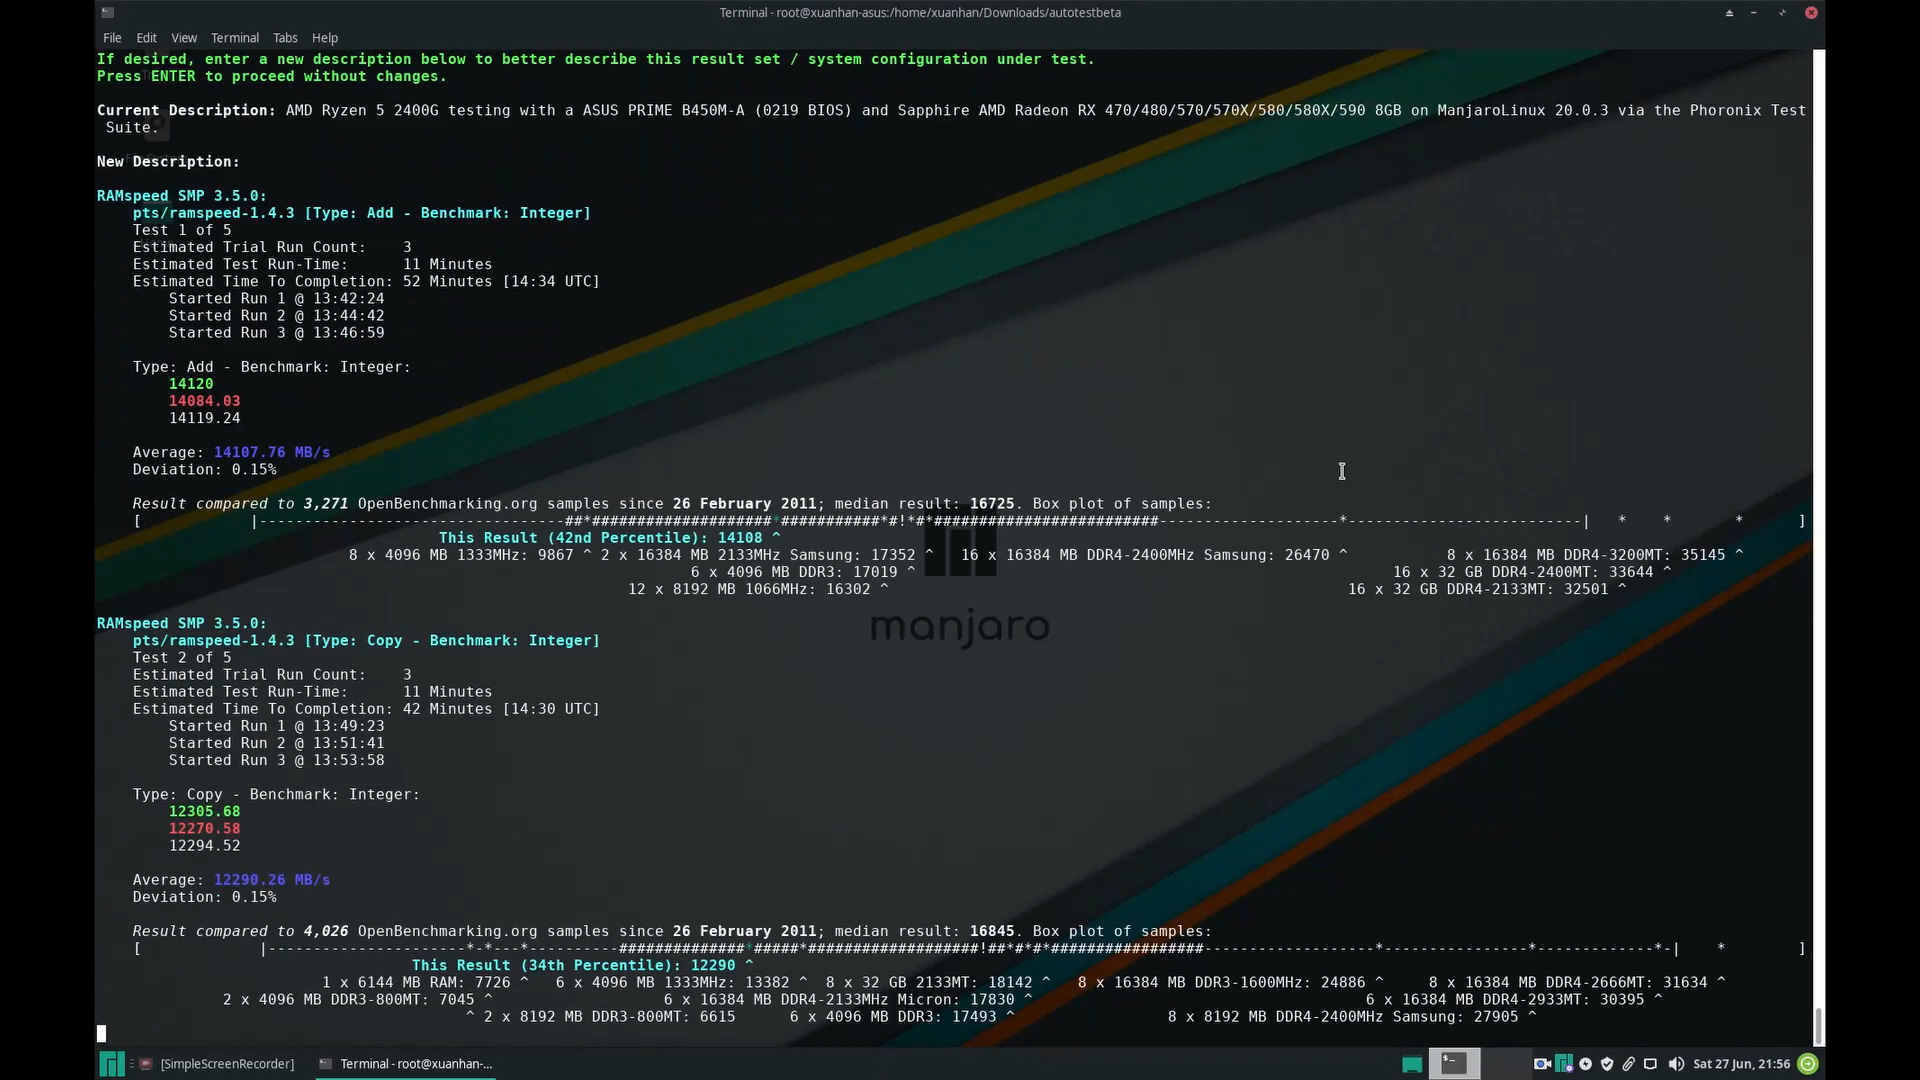 Terminal - root@xuanhan-asus:/home/xuanhan/Downloads/autotestbeta
File Edit View Terminal Tabs Help
If desired, enter a new description below to better describe this result set / system configuration under test.
Press ENTER to proceed without changes.
Current Description: AMD Ryzen 5 2400G testing with a ASUS PRIME B450M-A (0219 BIOS) and Sapphire AMD Radeon RX 470/480/570/570X/580/580X/590 8GB on ManjaroLinux 20.0.3 via the Phoronix Test
Suite.
New Description:
RAMspeed SMP 3.5.0:
pts/ramspeed-1.4.3 [Type: Add - Benchmark: Integer]
Test 1 of 5
Estimated Trial Run Count: 3
Estimated Test Run-Time: 11 Minutes
Estimated Time To Completion: 52 Minutes [14:34 UTC]
Started Run 1 @ 13:42:24
Started Run 2 @ 13:44:42
Started Run 3 @ 13:46:59
Type: Add - Benchmark: Integer:
14120
14084.03
14119.24
Average: 14107.76 MB/s
Deviation: 0.15%
Result compared to 3,271 OpenBenchmarking.org samples since 26 February 2011; median result: 16725. Box plot of samples:
[ |----------------------------------##*####################*###########*#!*#*#########################--------------------*--------------------------| * * * ]
This Result (42nd Percentile): 14108 ^
8 x 4096 MB 1333MHz: 9867 ^ 2 x 16384 MB 2133MHz Samsung: 17352 ^ 16 x 16384 MB DDR4-2400MHz Samsung: 26470 ^ 8 x 16384 MB DDR4-3200MT: 35145 ^
6 x 4096 MB DDR3: 17019 ^ 16 x 32 GB DDR4-2400MT: 33644 ^
12 x 8192 MB 1066MHz: 16302 ^ 16 x 32 GB DDR4-2133MT: 32501 ^
manjaro
RAMspeed SMP 3.5.0:
pts/ramspeed-1.4.3 [Type: Copy - Benchmark: Integer]
Test 2 of 5
Estimated Trial Run Count: 3
Estimated Test Run-Time: 11 Minutes
Estimated Time To Completion: 42 Minutes [14:30 UTC]
Started Run 1 @ 13:49:23
Started Run 2 @ 13:51:41
Started Run 3 @ 13:53:58
Type: Copy - Benchmark: Integer:
12305.68
12270.58
12294.52
Average: 12290.26 MB/s
Deviation: 0.15%
Result compared to 4,026 OpenBenchmarking.org samples since 26 February 2011; median result: 16845. Box plot of samples:
[ |----------------------*-*---*----------##############*#####*###################!##*#*#*#################-------------------*----------------*-------------*-| * ]
This Result (34th Percentile): 12290 ^
1 x 6144 MB RAM: 7726 ^ 6 x 4096 MB 1333MHz: 13382 ^ 8 x 32 GB 2133MT: 18142 ^ 8 x 16384 MB DDR3-1600MHz: 24886 ^ 8 x 16384 MB DDR4-2666MT: 31634 ^
2 x 4096 MB DDR3-800MT: 7045 ^ 6 x 16384 MB DDR4-2133MHz Micron: 17830 ^ 6 x 16384 MB DDR4-2933MT: 30395 ^
^ 2 x 8192 MB DDR3-800MT: 6615 6 x 4096 MB DDR3: 17493 ^ 8 x 8192 MB DDR4-2400MHz Samsung: 27905 ^
[SimpleScreenRecorder] Terminal - root@xuanhan-... Sat 27 Jun, 21:56